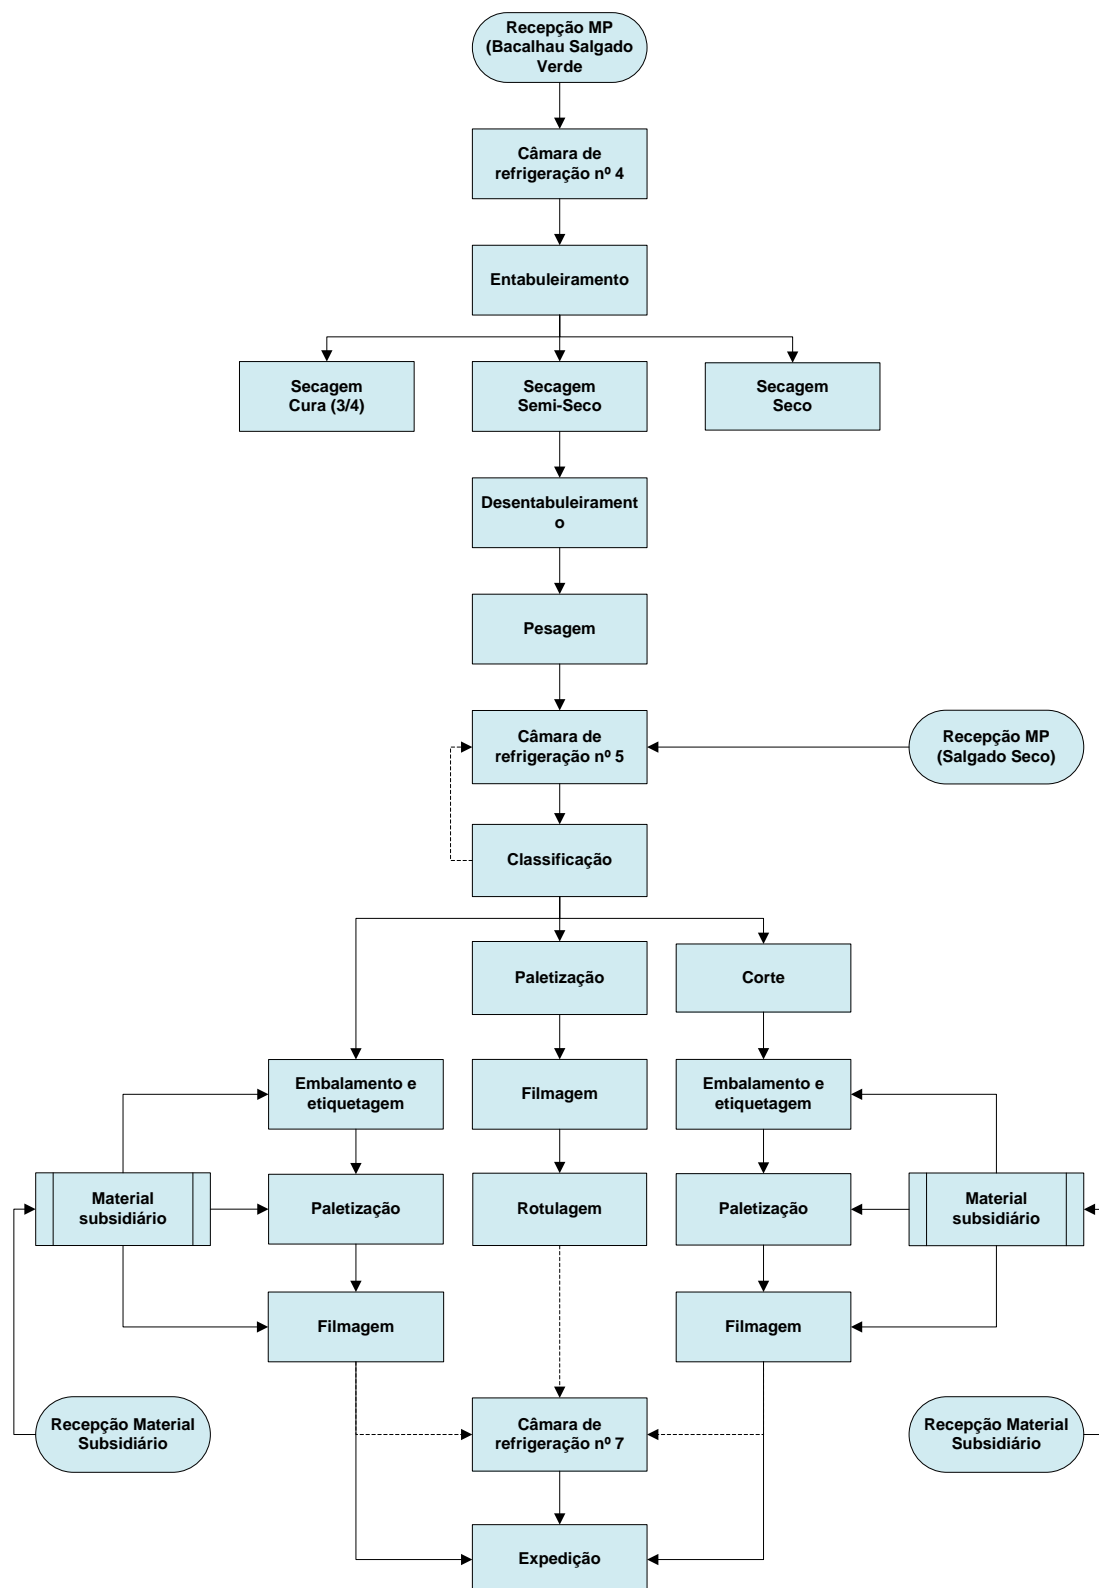 Recepção MP
(Bacalhau Salgado
Verde
Câmara de
refrigeração nº 4
Entabuleiramento
Secagem
Cura (3/4)
Secagem
Semi-Seco
Secagem
Seco
Desentabuleirament
o
Pesagem
Câmara de
refrigeração nº 5
Recepção MP
(Salgado Seco)
Classificação
Paletização
Corte
Embalamento e
etiquetagem
Filmagem
Embalamento e
etiquetagem
Material
subsidiário
Paletização
Rotulagem
Paletização
Material
subsidiário
Filmagem
Filmagem
Recepção Material
Subsidiário
Câmara de
refrigeração nº 7
Recepção Material
Subsidiário
Expedição